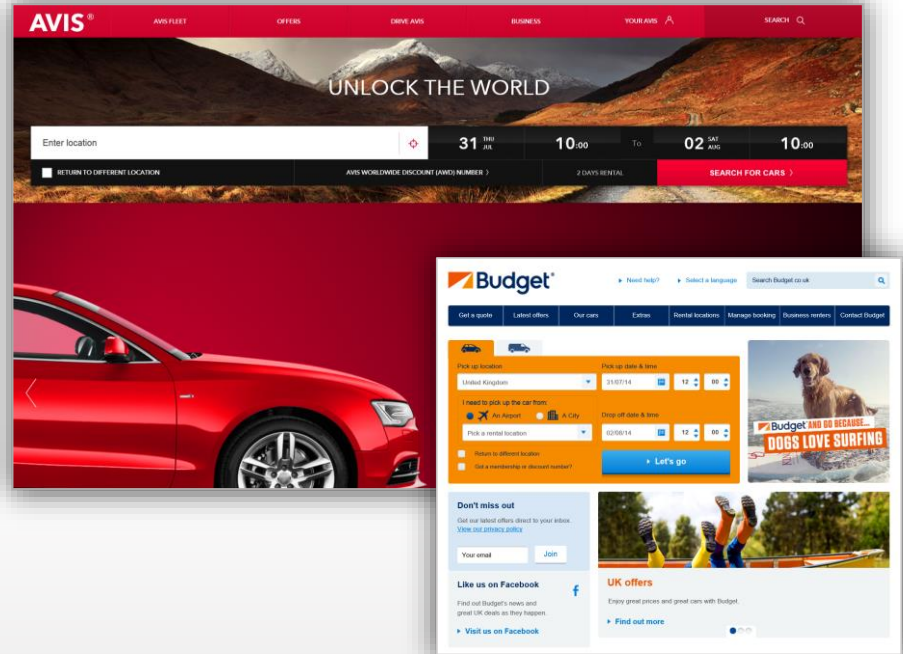 AVIS®
AVIS FLEET
OFFERS
DRIVE AVIS
BUSINESS
YOUR AVIS
SEARCH
UNLOCK THE WORLD
Enter location
31 THU JUL
10:00
To
02 SAT AUG
10:00
RETURN TO DIFFERENT LOCATION
AVIS WORLDWIDE DISCOUNT (AWD) NUMBER 〉
2 DAYS RENTAL
SEARCH FOR CARS 〉
Budget®
Need help?
Select a language
Search Budget.co.uk
Get a quote
Latest offers
Our cars
Extras
Rental locations
Manage booking
Business renters
Contact Budget
Pick up location
Pick up date & time
United Kingdom
31/07/14
12
00
I need to pick up the car from:
An Airport
A City
Drop off date & time
Pick a rental location
02/08/14
12
00
Return to different location
Got a membership or discount number?
Let's go
Budget AND GO BECAUSE...
DOGS LOVE SURFING
Don't miss out
Get our latest offers direct to your inbox.
View our privacy policy
Your email
Join
Like us on Facebook
Find out Budget's news and
great UK deals as they happen.
Visit us on Facebook
UK offers
Enjoy great prices and great cars with Budget.
Find out more